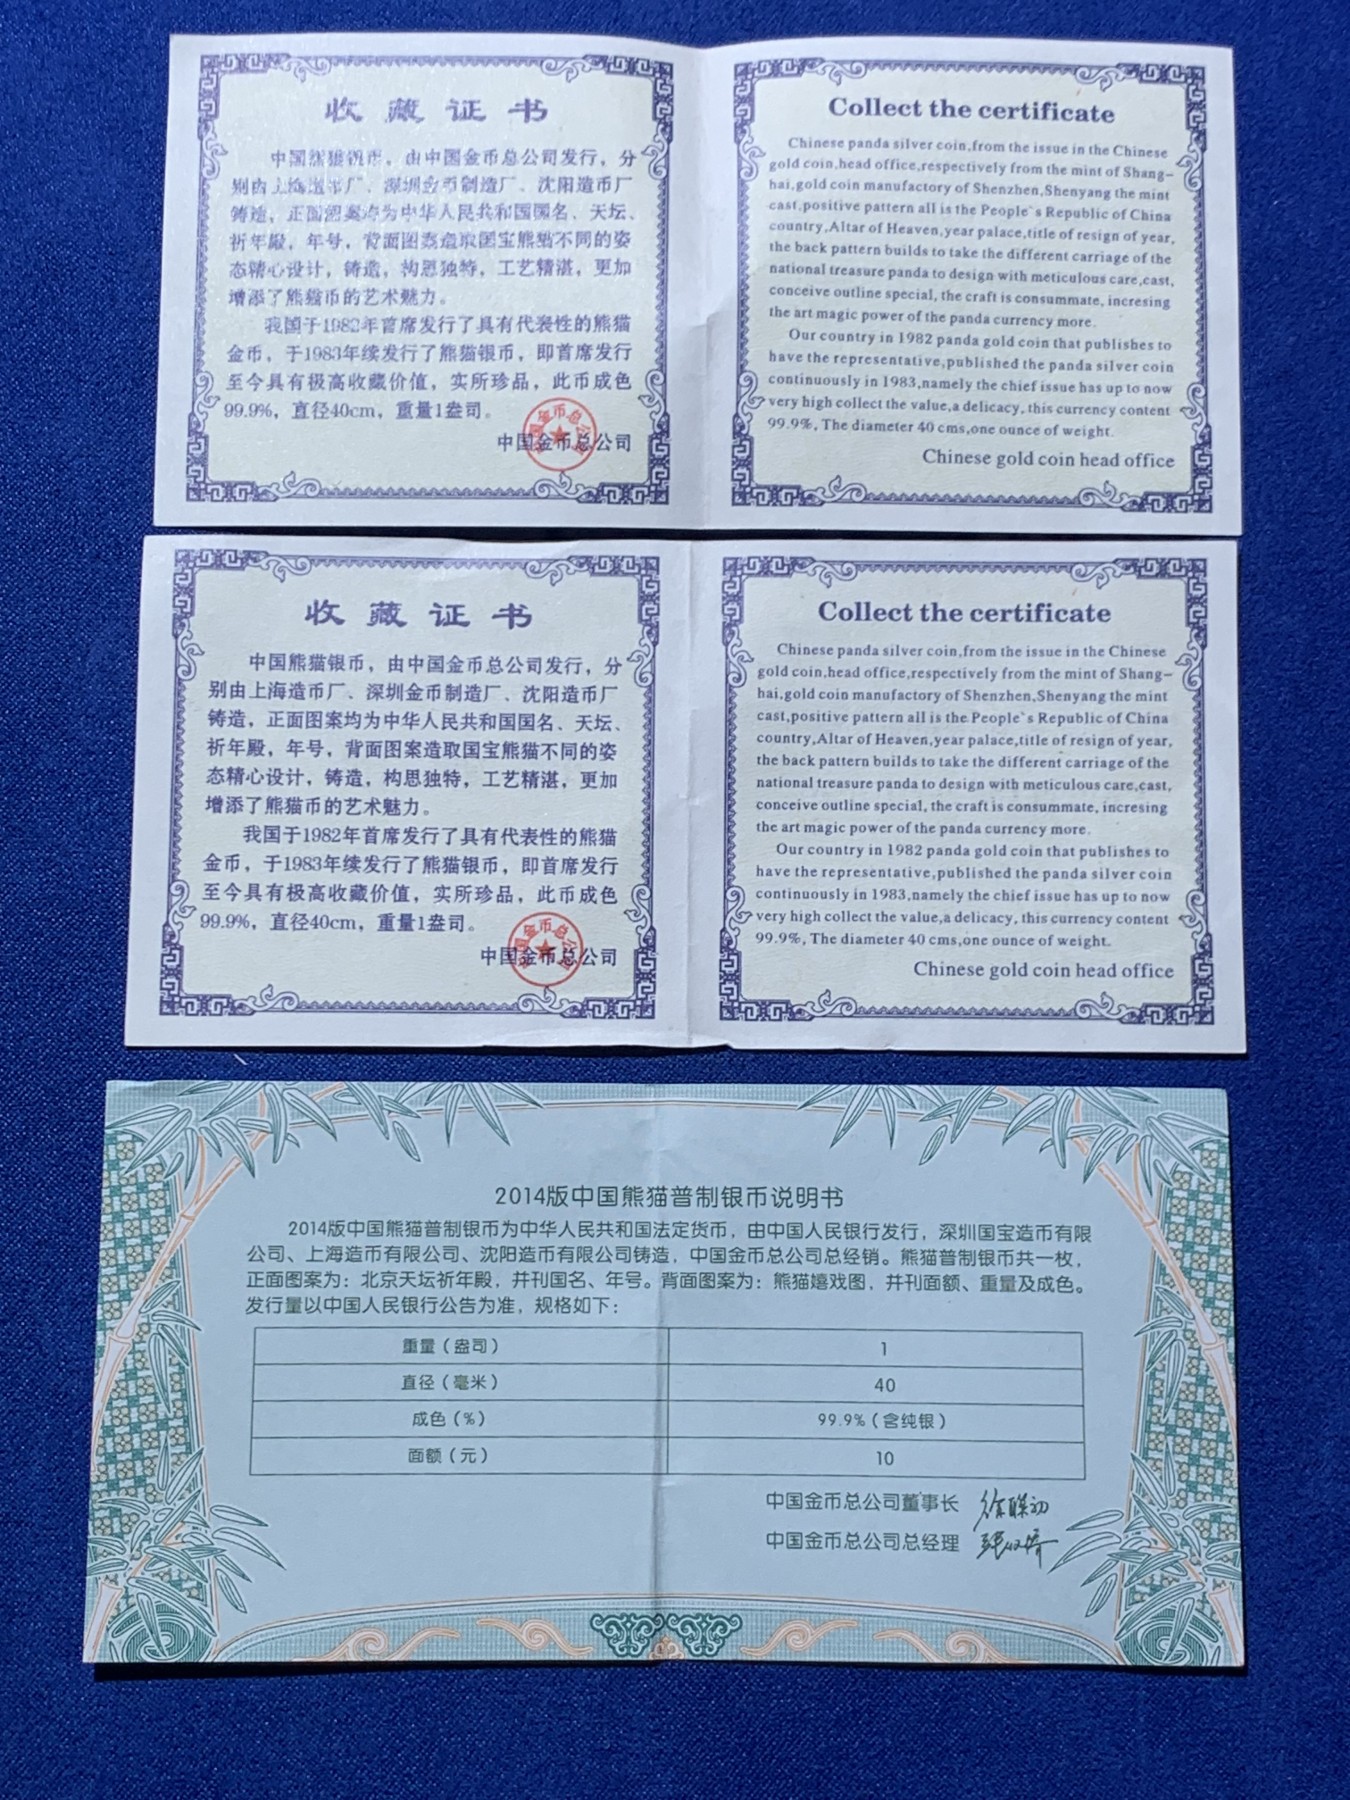 收藏证书
中国熊猫银币，由中国金币总公司发行，分
别由上海造币厂、深圳金币制造厂、沈阳造币厂
铸造，正面图案均为中华人民共和国国名、天坛、
祈年殿，年号，背面图案造取国宝熊猫不同的姿
态精心设计，铸造，构思独特，工艺精湛，更加
增添了熊猫币的艺术魅力。
我国于1982年首席发行了具有代表性的熊猫
金币，于1983年续发行了熊猫银币，即首席发行
至今具有极高收藏价值，实所珍品，此币成色
99.9%，直径40cm，重量1盎司。
中国金币总公司
中国金币总公司
Collect the certificate
Chinese panda silver coin,from the issue in the Chinese
gold coin,head office,respectively from the mint of Shang-
hai,gold coin manufactory of Shenzhen,Shenyang the mint
cast,positive pattern all is the People`s Republic of China
country,Altar of Heaven,year palace,title of resign of year,
the back pattern builds to take the different carriage of the
national treasure panda to design with meticulous care,cast,
conceive outline special, the craft is consummate, incresing
the art magic power of the panda currency more.
Our country in 1982 panda gold coin that publishes to
have the representative,published the panda silver coin
continuously in 1983,namely the chief issue has up to now
very high collect the value,a delicacy, this currency content
99.9%, The diameter 40 cms,one ounce of weight.
Chinese gold coin head office
收藏证书
中国熊猫银币，由中国金币总公司发行，分
别由上海造币厂、深圳金币制造厂、沈阳造币厂
铸造，正面图案均为中华人民共和国国名、天坛、
祈年殿，年号，背面图案造取国宝熊猫不同的姿
态精心设计，铸造，构思独特，工艺精湛，更加
增添了熊猫币的艺术魅力。
我国于1982年首席发行了具有代表性的熊猫
金币，于1983年续发行了熊猫银币，即首席发行
至今具有极高收藏价值，实所珍品，此币成色
99.9%，直径40cm，重量1盎司。
中国金币总公司
中国金币总公司
Collect the certificate
Chinese panda silver coin,from the issue in the Chinese
gold coin,head office,respectively from the mint of Shang-
hai,gold coin manufactory of Shenzhen,Shenyang the mint
cast,positive pattern all is the People`s Republic of China
country,Altar of Heaven,year palace,title of resign of year,
the back pattern builds to take the different carriage of the
national treasure panda to design with meticulous care,cast,
conceive outline special, the craft is consummate, incresing
the art magic power of the panda currency more.
Our country in 1982 panda gold coin that publishes to
have the representative,published the panda silver coin
continuously in 1983,namely the chief issue has up to now
very high collect the value,a delicacy, this currency content
99.9%, The diameter 40 cms,one ounce of weight.
Chinese gold coin head office
2014版中国熊猫普制银币说明书
2014版中国熊猫普制银币为中华人民共和国法定货币，由中国人民银行发行，深圳国宝造币有限
公司、上海造币有限公司、沈阳造币有限公司铸造，中国金币总公司总经销。熊猫普制银币共一枚，
正面图案为：北京天坛祈年殿，并刊国名、年号。背面图案为：熊猫嬉戏图，并刊面额、重量及成色。
发行量以中国人民银行公告为准，规格如下：
重量（盎司） 1
直径（毫米） 40
成色（%） 99.9%（含纯银）
面额（元） 10
中国金币总公司董事长 徐联初
中国金币总公司总经理